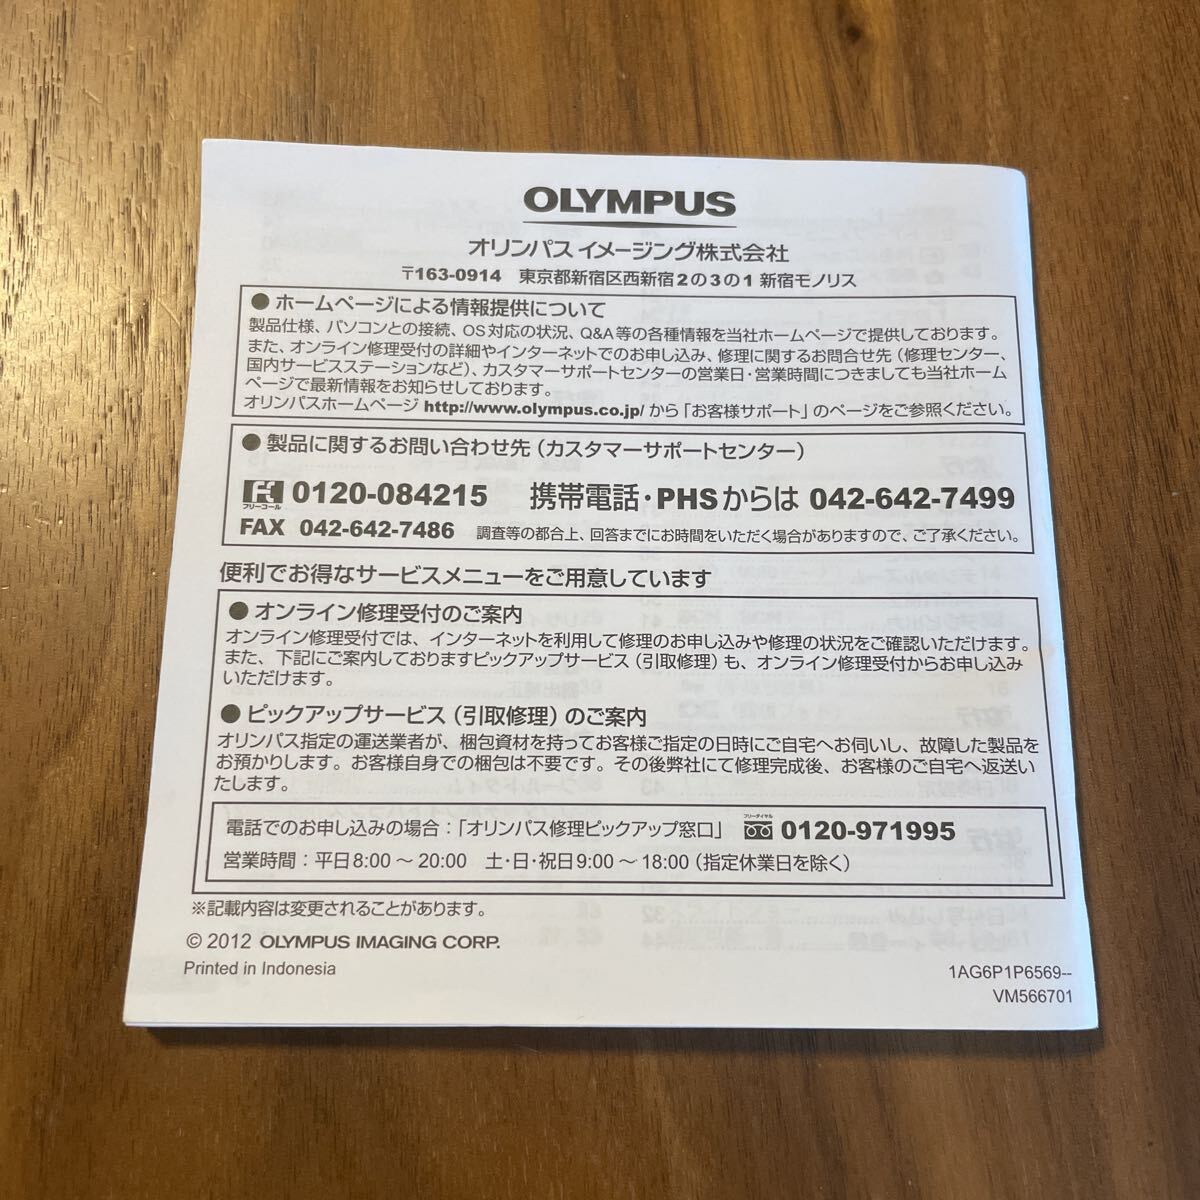 OLYMPUS
オリンパス イメージング株式会社
〒163-0914 東京都新宿区西新宿2の3の1 新宿モノリス
● ホームページによる情報提供について
製品仕様、パソコンとの接続、OS対応の状況、Q&A等の各種情報を当社ホームページで提供しております。
また、オンライン修理受付の詳細やインターネットでのお申し込み、修理に関するお問合せ先（修理センター、
国内サービスステーションなど）、カスタマーサポートセンターの営業日・営業時間につきましても当社ホーム
ページで最新情報をお知らせしております。
オリンパスホームページ http://www.olympus.co.jp/ から「お客様サポート」のページをご参照ください。
● 製品に関するお問い合わせ先（カスタマーサポートセンター）
フリーコール 0120-084215 携帯電話・PHSからは 042-642-7499
FAX 042-642-7486 調査等の都合上、回答までにお時間をいただく場合がありますので、ご了承ください。
便利でお得なサービスメニューをご用意しています
● オンライン修理受付のご案内
オンライン修理受付では、インターネットを利用して修理のお申し込みや修理の状況をご確認いただけます。
また、下記にご案内しておりますピックアップサービス（引取修理）も、オンライン修理受付からお申し込み
いただけます。
● ピックアップサービス（引取修理）のご案内
オリンパス指定の運送業者が、梱包資材を持ってお客様ご指定の日時にご自宅へお伺いし、故障した製品を
お預かりします。お客様自身での梱包は不要です。その後弊社にて修理完成後、お客様のご自宅へ返送い
たします。
電話でのお申し込みの場合：「オリンパス修理ピックアップ窓口」 フリーダイヤル 0120-971995
営業時間：平日8:00～20:00 土・日・祝日9:00～18:00（指定休業日を除く）
※記載内容は変更されることがあります。
© 2012 OLYMPUS IMAGING CORP.
Printed in Indonesia
1AG6P1P6569--
VM566701